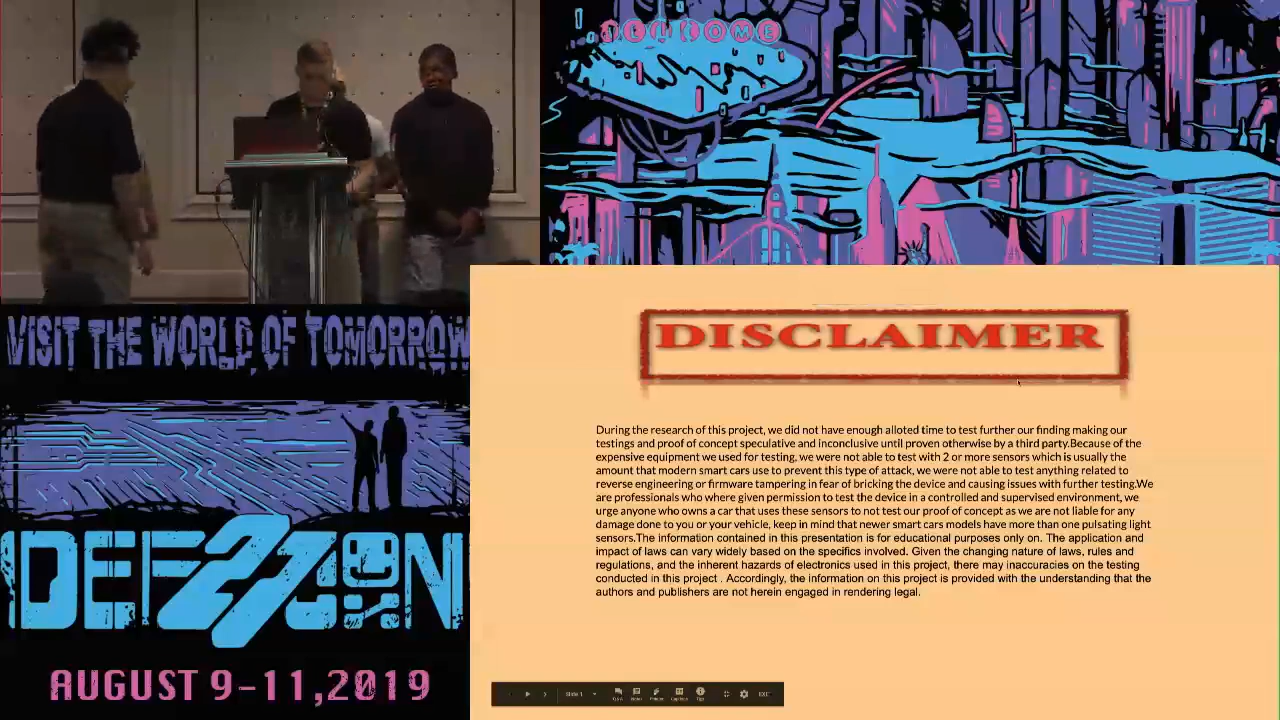 WELCOME
VISIT THE WORLD OF TOMORROW
DEF CON
27
AUGUST 9-11,2019
DISCLAIMER
During the research of this project, we did not have enough alloted time to test further our finding making our
testings and proof of concept speculative and inconclusive until proven otherwise by a third party.Because of the
expensive equipment we used for testing, we were not able to test with 2 or more sensors which is usually the
amount that modern smart cars use to prevent this type of attack, we were not able to test anything related to
reverse engineering or firmware tampering in fear of bricking the device and causing issues with further testing.We
are professionals who where given permission to test the device in a controlled and supervised environment, we
urge anyone who owns a car that uses these sensors to not test our proof of concept as we are not liable for any
damage done to you or your vehicle, keep in mind that newer smart cars models have more than one pulsating light
sensors.The information contained in this presentation is for educational purposes only on. The application and
impact of laws can vary widely based on the specifics involved. Given the changing nature of laws, rules and
regulations, and the inherent hazards of electronics used in this project, there may inaccuracies on the testing
conducted in this project . Accordingly, the information on this project is provided with the understanding that the
authors and publishers are not herein engaged in rendering legal.
Slide 1
Q&A Notes Pointer Captions Tips EXIT